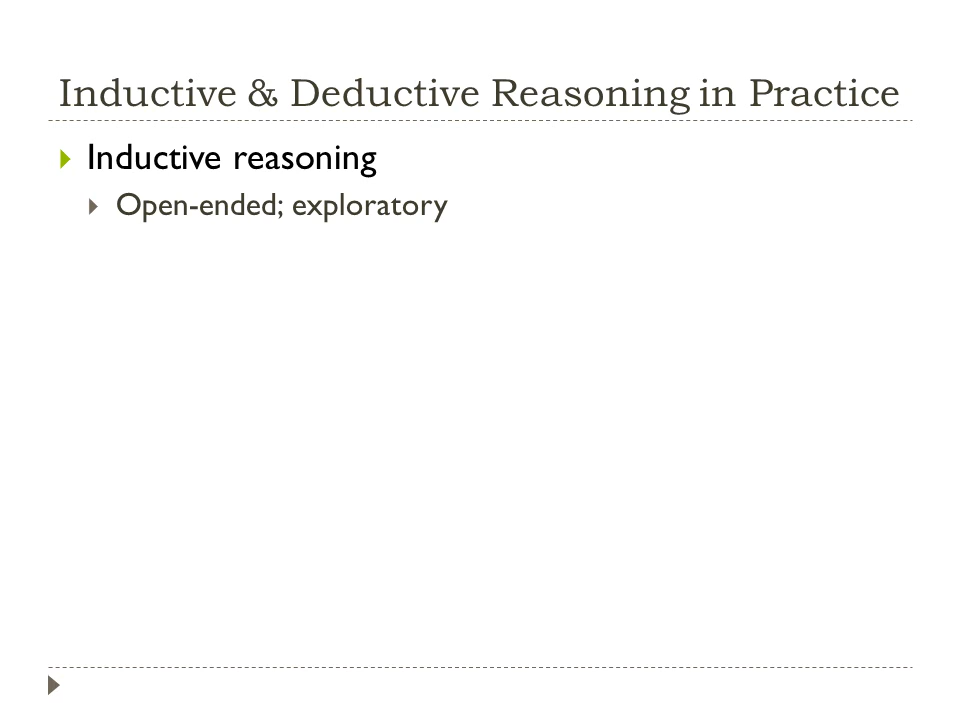 Inductive & Deductive Reasoning in Practice
Inductive reasoning
Open-ended; exploratory